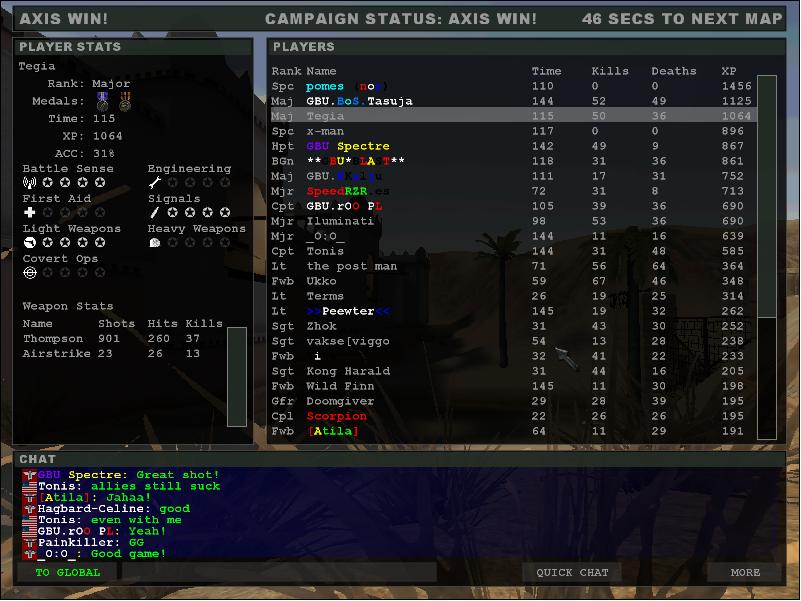 AXIS WIN! CAMPAIGN STATUS: AXIS WIN! 46 SECS TO NEXT MAP
PLAYER STATS
Tegia
Rank: Major
Medals:
Time: 115
XP: 1064
ACC: 31%
Battle Sense Engineering
First Aid Signals
Light Weapons Heavy Weapons
Covert Ops
Weapon Stats
Name Shots Hits Kills
Thompson 901 260 37
Airstrike 23 26 13
PLAYERS
Rank Name Time Kills Deaths XP
Spc pomes (nor) 110 0 0 1456
Maj GBU.BoS.Tasuja 144 52 49 1125
Maj Tegia 115 50 36 1064
Spc x-man 117 0 0 896
Hpt GBU Spectre 142 49 9 867
BGn **GBU*BLAST** 118 31 36 861
Maj GBU. 111 17 31 752
Mjr SpeedRZR.es 72 31 8 713
Cpt GBU.rOO PL 105 39 36 690
Mjr Iluminati 98 53 36 690
Mjr _O:O_ 144 11 16 639
Cpt Tonis 144 31 48 585
Lt the post man 71 56 64 364
Fwb Ukko 59 67 46 348
Lt Terms 26 19 25 314
Lt >>Peewter<< 145 19 32 262
Sgt Zhok 31 43 30 252
Sgt vakse[viggo 54 13 28 238
Fwb i 32 41 22 233
Sgt Kong Harald 31 44 16 205
Fwb Wild Finn 145 11 30 198
Gfr Doomgiver 29 28 39 195
Cpl Scorpion 22 26 26 195
Fwb [Atila] 64 11 29 191
CHAT
GBU Spectre: Great shot!
Tonis: allies still suck
[Atila]: Jahaa!
Hagbard-Celine: good
Tonis: even with me
GBU.rOO PL: Yeah!
Painkiller: GG
_O:O_: Good game!
TO GLOBAL QUICK CHAT MORE